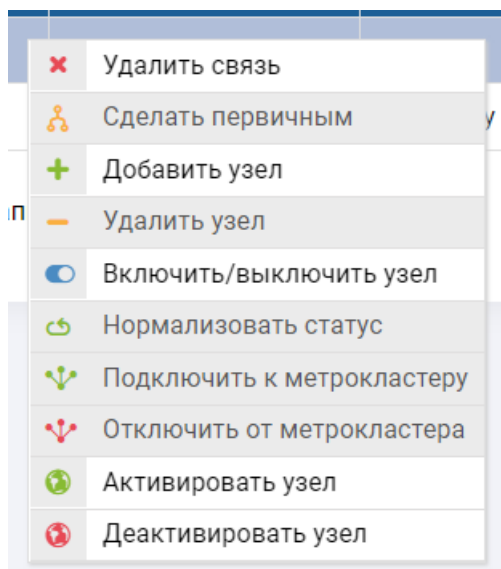 Удалить связь
Сделать первичным
у
Добавить узел
п
Удалить узел
Включить/выключить узел
Нормализовать статус
Подключить к метрокластеру
Отключить от метрокластера
Активировать узел
Деактивировать узел